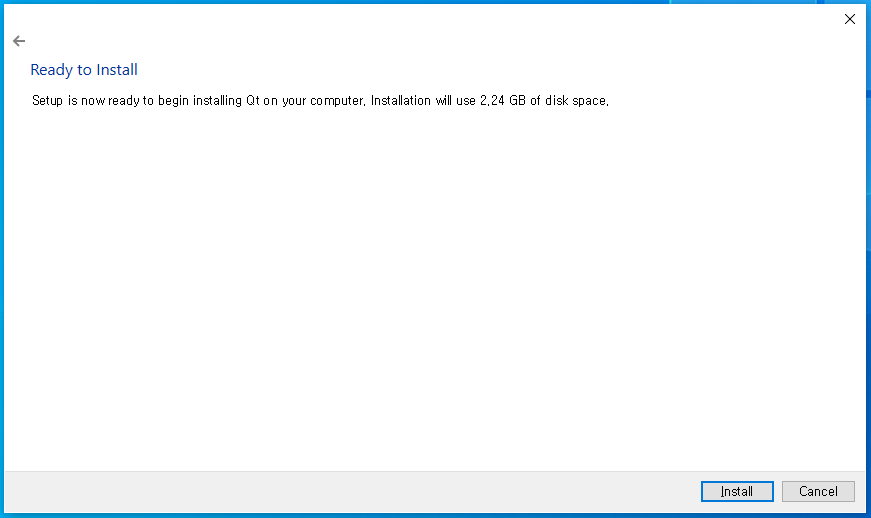 Ready to Install
Setup is now ready to begin installing Qt on your computer. Installation will use 2.24 GB of disk space.
Install
Cancel